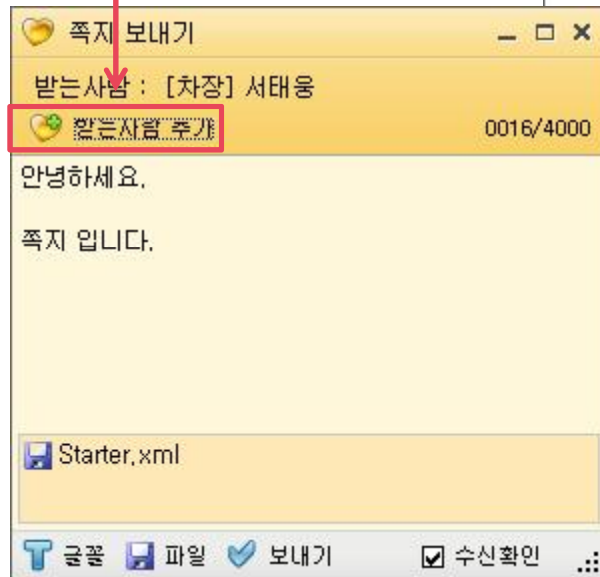 쪽지 보내기
받는사람 : [차장] 서태웅
받는사람 추가 0016/4000
안녕하세요.
쪽지 입니다.
Starter.xml
글꼴 파일 보내기 수신확인